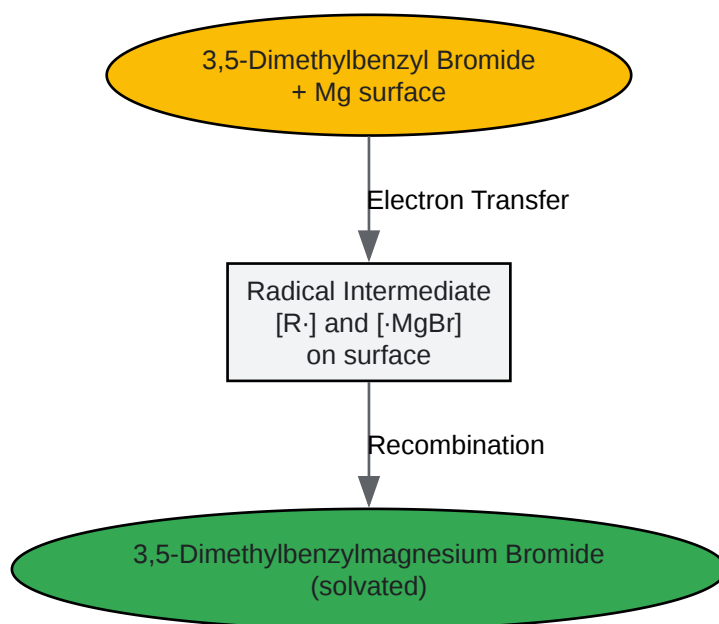 3,5-Dimethylbenzyl Bromide
+ Mg surface
Electron Transfer
Radical Intermediate
[R·] and [·MgBr]
on surface
Recombination
3,5-Dimethylbenzylmagnesium Bromide
(solvated)